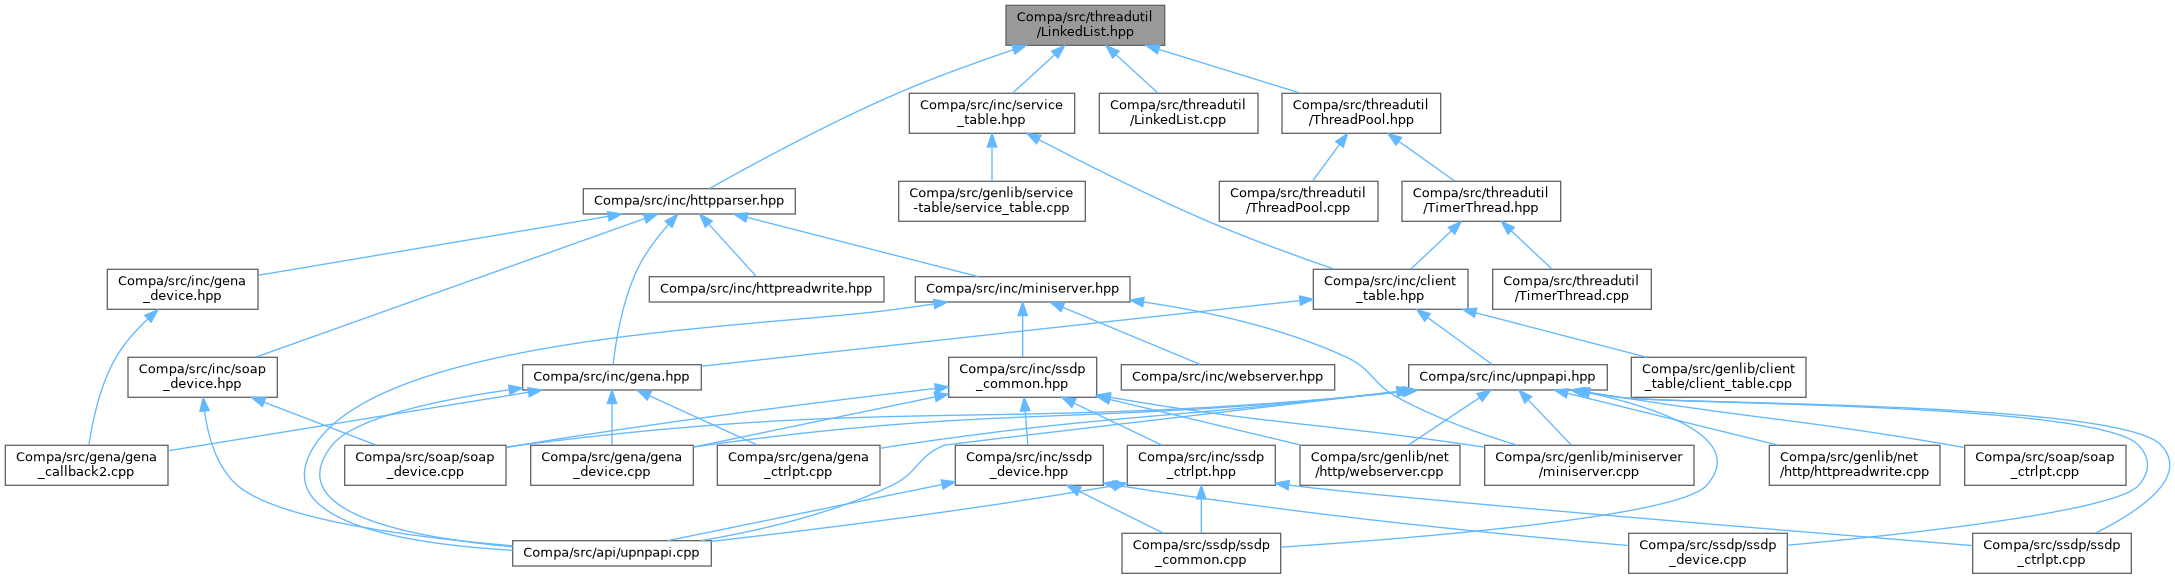 Compa/src/threadutil
/LinkedList.hpp
Compa/src/inc/service
_table.hpp
Compa/src/threadutil
/LinkedList.cpp
Compa/src/threadutil
/ThreadPool.hpp
Compa/src/inc/httpparser.hpp
Compa/src/genlib/service
-table/service_table.cpp
Compa/src/threadutil
/ThreadPool.cpp
Compa/src/threadutil
/TimerThread.hpp
Compa/src/inc/gena
_device.hpp
Compa/src/inc/httpreadwrite.hpp
Compa/src/inc/miniserver.hpp
Compa/src/inc/client
_table.hpp
Compa/src/threadutil
/TimerThread.cpp
Compa/src/inc/soap
_device.hpp
Compa/src/inc/gena.hpp
Compa/src/inc/ssdp
_common.hpp
Compa/src/inc/webserver.hpp
Compa/src/inc/upnpapi.hpp
Compa/src/genlib/client
_table/client_table.cpp
Compa/src/gena/gena
_callback2.cpp
Compa/src/soap/soap
_device.cpp
Compa/src/gena/gena
_device.cpp
Compa/src/gena/gena
_ctrlpt.cpp
Compa/src/inc/ssdp
_device.hpp
Compa/src/inc/ssdp
_ctrlpt.hpp
Compa/src/genlib/net
/http/webserver.cpp
Compa/src/genlib/miniserver
/miniserver.cpp
Compa/src/genlib/net
/http/httpreadwrite.cpp
Compa/src/soap/soap
_ctrlpt.cpp
Compa/src/api/upnpapi.cpp
Compa/src/ssdp/ssdp
_common.cpp
Compa/src/ssdp/ssdp
_device.cpp
Compa/src/ssdp/ssdp
_ctrlpt.cpp